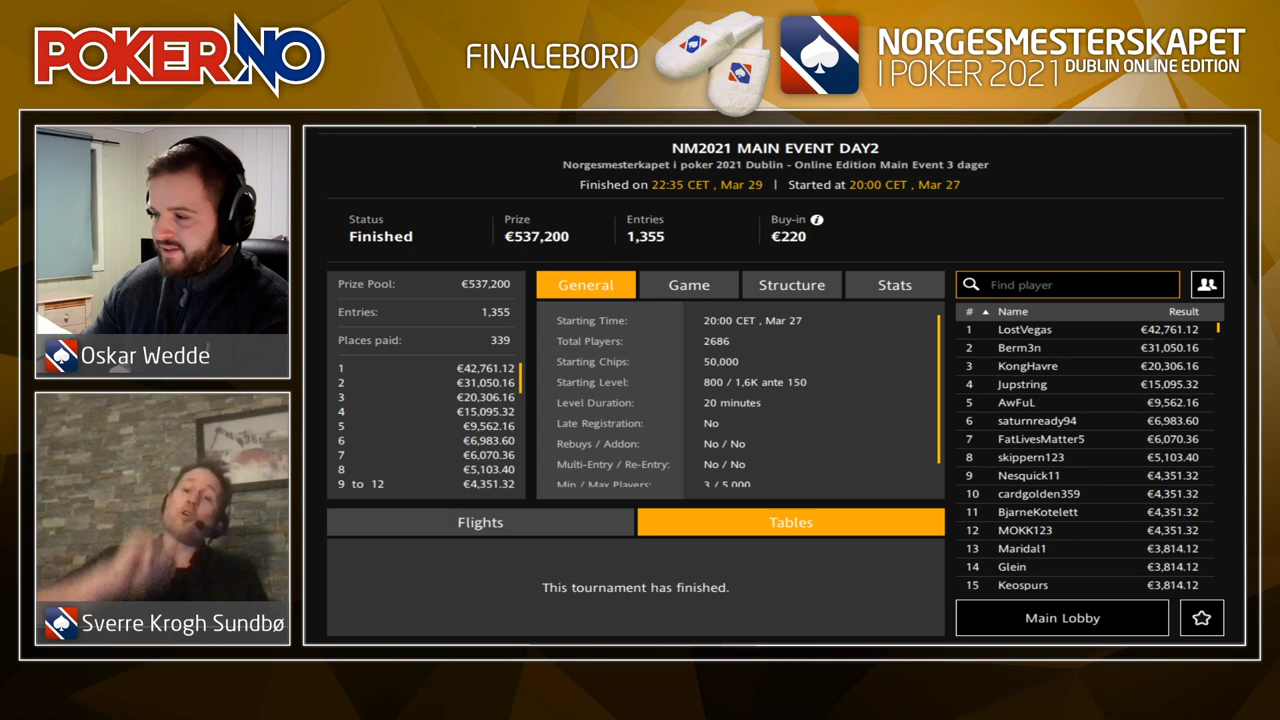 POKER.NO
FINALEBORD
NORGESMESTERSKAPET
I POKER 2021 DUBLIN ONLINE EDITION
Oskar Wedde
Sverre Krogh Sundbø
NM2021 MAIN EVENT DAY2
Norgesmesterkapet i poker 2021 Dublin - Online Edition Main Event 3 dager
Finished on 22:35 CET , Mar 29 | Started at 20:00 CET , Mar 27
Status Prize Entries Buy-in
Finished €537,200 1,355 €220
Prize Pool: €537,200
Entries: 1,355
Places paid: 339
1 €42,761.12
2 €31,050.16
3 €20,306.16
4 €15,095.32
5 €9,562.16
6 €6,983.60
7 €6,070.36
8 €5,103.40
9 to 12 €4,351.32
General Game Structure Stats
Starting Time: 20:00 CET , Mar 27
Total Players: 2686
Starting Chips: 50,000
Starting Level: 800 / 1,6K ante 150
Level Duration: 20 minutes
Late Registration: No
Rebuys / Addon: No / No
Multi-Entry / Re-Entry: No / No
Min / Max Players: 3 / 5,000
Flights Tables
This tournament has finished.
Find player
# Name Result
1 LostVegas €42,761.12
2 Berm3n €31,050.16
3 KongHavre €20,306.16
4 Jupstring €15,095.32
5 AwFuL €9,562.16
6 saturnready94 €6,983.60
7 FatLivesMatter5 €6,070.36
8 skippern123 €5,103.40
9 Nesquick11 €4,351.32
10 cardgolden359 €4,351.32
11 BjarneKotelett €4,351.32
12 MOKK123 €4,351.32
13 Maridal1 €3,814.12
14 Glein €3,814.12
15 Keospurs €3,814.12
Main Lobby